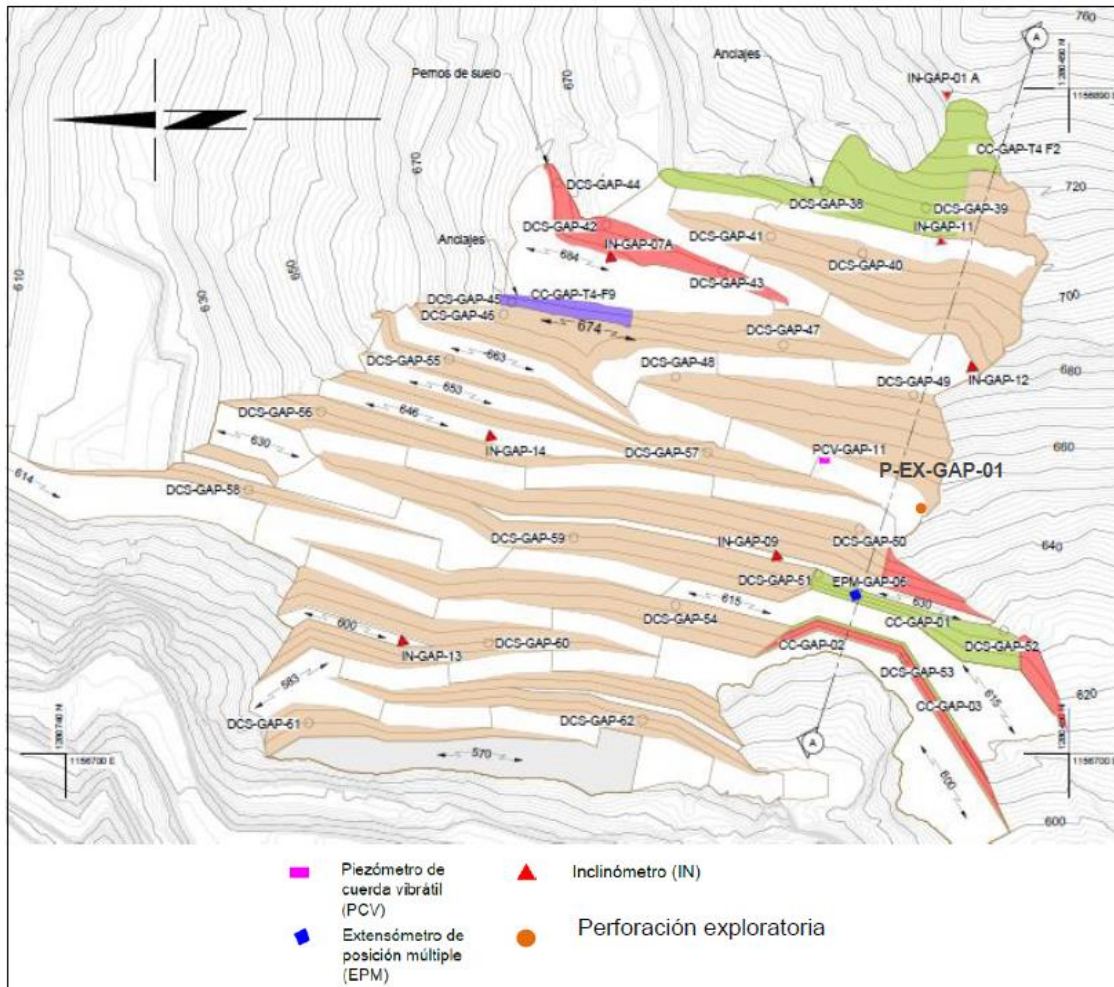 760
A
1280490 N
Anclajes
IN-GAP-01 A
Pernos de suelo
670
1156890 E
CC-GAP-T4 F2
670
DCS-GAP-44
720
DCS-GAP-38
DCS-GAP-39
DCS-GAP-42
IN-GAP-11
DCS-GAP-41
Anclajes
IN-GAP-07A
684
DCS-GAP-40
650
610
630
DCS-GAP-43
CC-GAP-T4-F9
DCS-GAP-45
700
DCS-GAP-46
674
DCS-GAP-47
663
DCS-GAP-55
DCS-GAP-48
680
DCS-GAP-49
IN-GAP-12
653
DCS-GAP-56
646
630
IN-GAP-14
DCS-GAP-57
PCV-GAP-11
660
P-EX-GAP-01
614
DCS-GAP-58
DCS-GAP-59
IN-GAP-09
DCS-GAP-50
640
DCS-GAP-51
EPM-GAP-06
630
615
CC-GAP-01
DCS-GAP-54
600
DCS-GAP-60
CC-GAP-02
DCS-GAP-52
IN-GAP-13
DCS-GAP-53
583
CC-GAP-03
615
620
DCS-GAP-61
DCS-GAP-62
A
570
1156700 E
1156700 E
600
600
Piezómetro de
cuerda vibrátil
(PCV)
Inclinómetro (IN)
Extensómetro de
posición múltiple
(EPM)
Perforación exploratoria